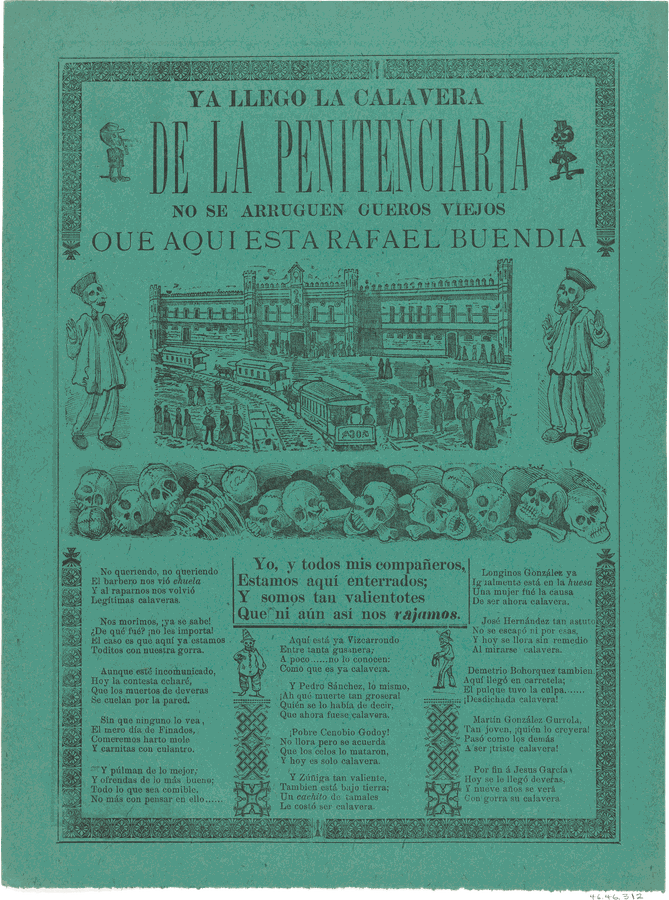 YA LLEGO LA CALAVERA
DE LA PENITENCIARIA
NO SE ARRUGUEN GUEROS VIEJOS
QUE AQUI ESTA RAFAEL BUENDIA
308
No queriendo, no queriendo
El barbero nos vió chuela
Y al raparnos nos volvió
Legítimas calaveras.
Nos morimos, ¡ya se sabe!
¿De qué fué? ¡no les importa!
El caso es que aquí ya estamos
Toditos con nuestra gorra.
Aunque esté incomunicado,
Hoy la contesta echaré,
Que los muertos de deveras
Se cuelan por la pared.
Sin que ninguno lo vea,
El mero día de Finados,
Comeremos harto mole
Y carnitas con culantro.
Y púlman de lo mejor,
Y ofrendas de lo más bueno;
Todo lo que sea comible,
No más con pensar en ello......
Yo, y todos mis compañeros,
Estamos aquí enterrados;
Y somos tan valientotes
Que ni aún así nos rajamos.
Aquí está ya Vizcarrondo
Entre tanta gusanera;
A poco......no lo conocen:
Como que es ya calavera.
Y Pedro Sánchez, lo mismo,
¡Ah qué muerte tan grosera!
Quién se lo había de decir,
Que ahora fuese calavera.
¡Pobre Cenobio Godoy!
No llora pero se acuerda
Que los celos lo mataron,
Y hoy es solo calavera.
Y Zúñiga tan valiente,
Tambien está bajo tierra;
Un cachito de tamales
Le costó ser calavera.
Longinos González ya
Igualmente está en la huesa
Una mujer fué la causa
De ser ahora calavera.
José Hernández tan astuto
No se escapó ni por esas,
Y hoy se llora sin remedio
Al mirarse calavera.
Demetrio Bohorquez tambien
Aquí llegó en carretela;
El pulque tuvo la culpa......
¡Desdichada calavera!
Martín González Gurrola,
Tan joven, ¡quién lo creyera!
Pasó como los demás
A ser ¡triste! calavera!
Por fin á Jesus García
Hoy se le llegó deveras,
Y nueve años se verá
Con gorra su calavera.
46.46.312